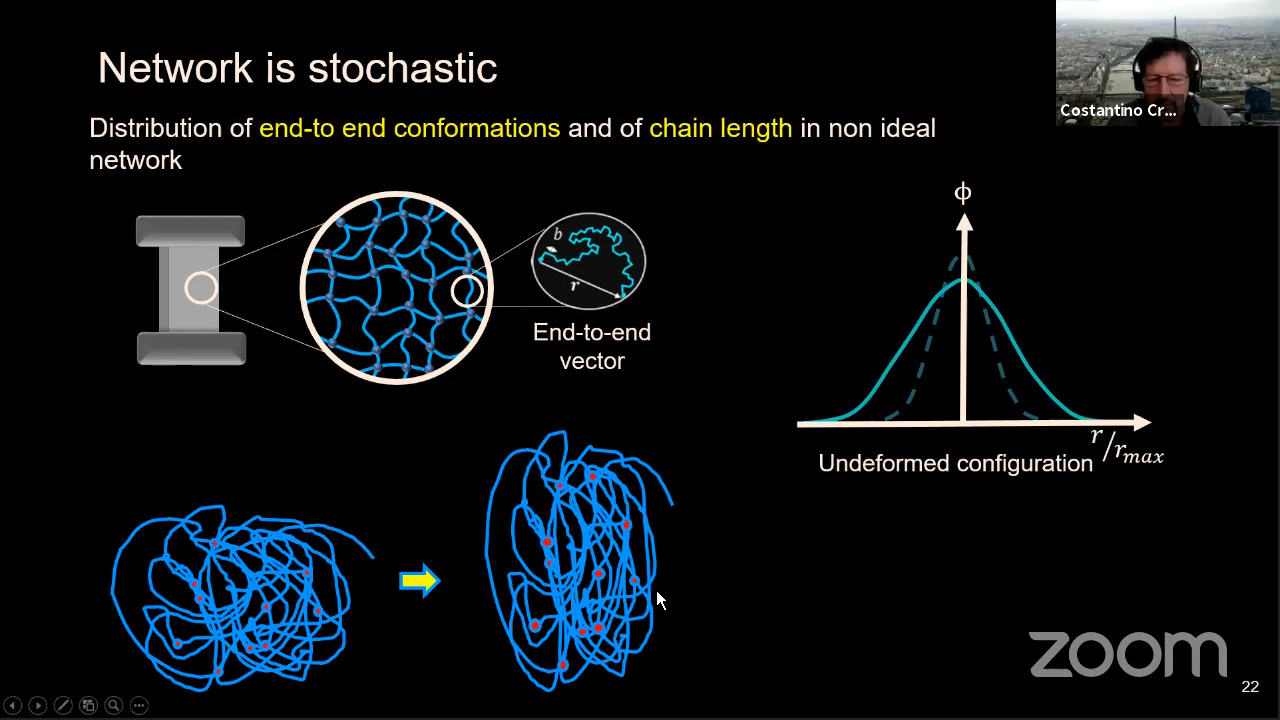 Network is stochastic
Costantino Cr...
Distribution of end-to end conformations and of chain length in non ideal
network
ϕ
b
r
End-to-end
vector
r/rmax
Undeformed configuration
zoom
22